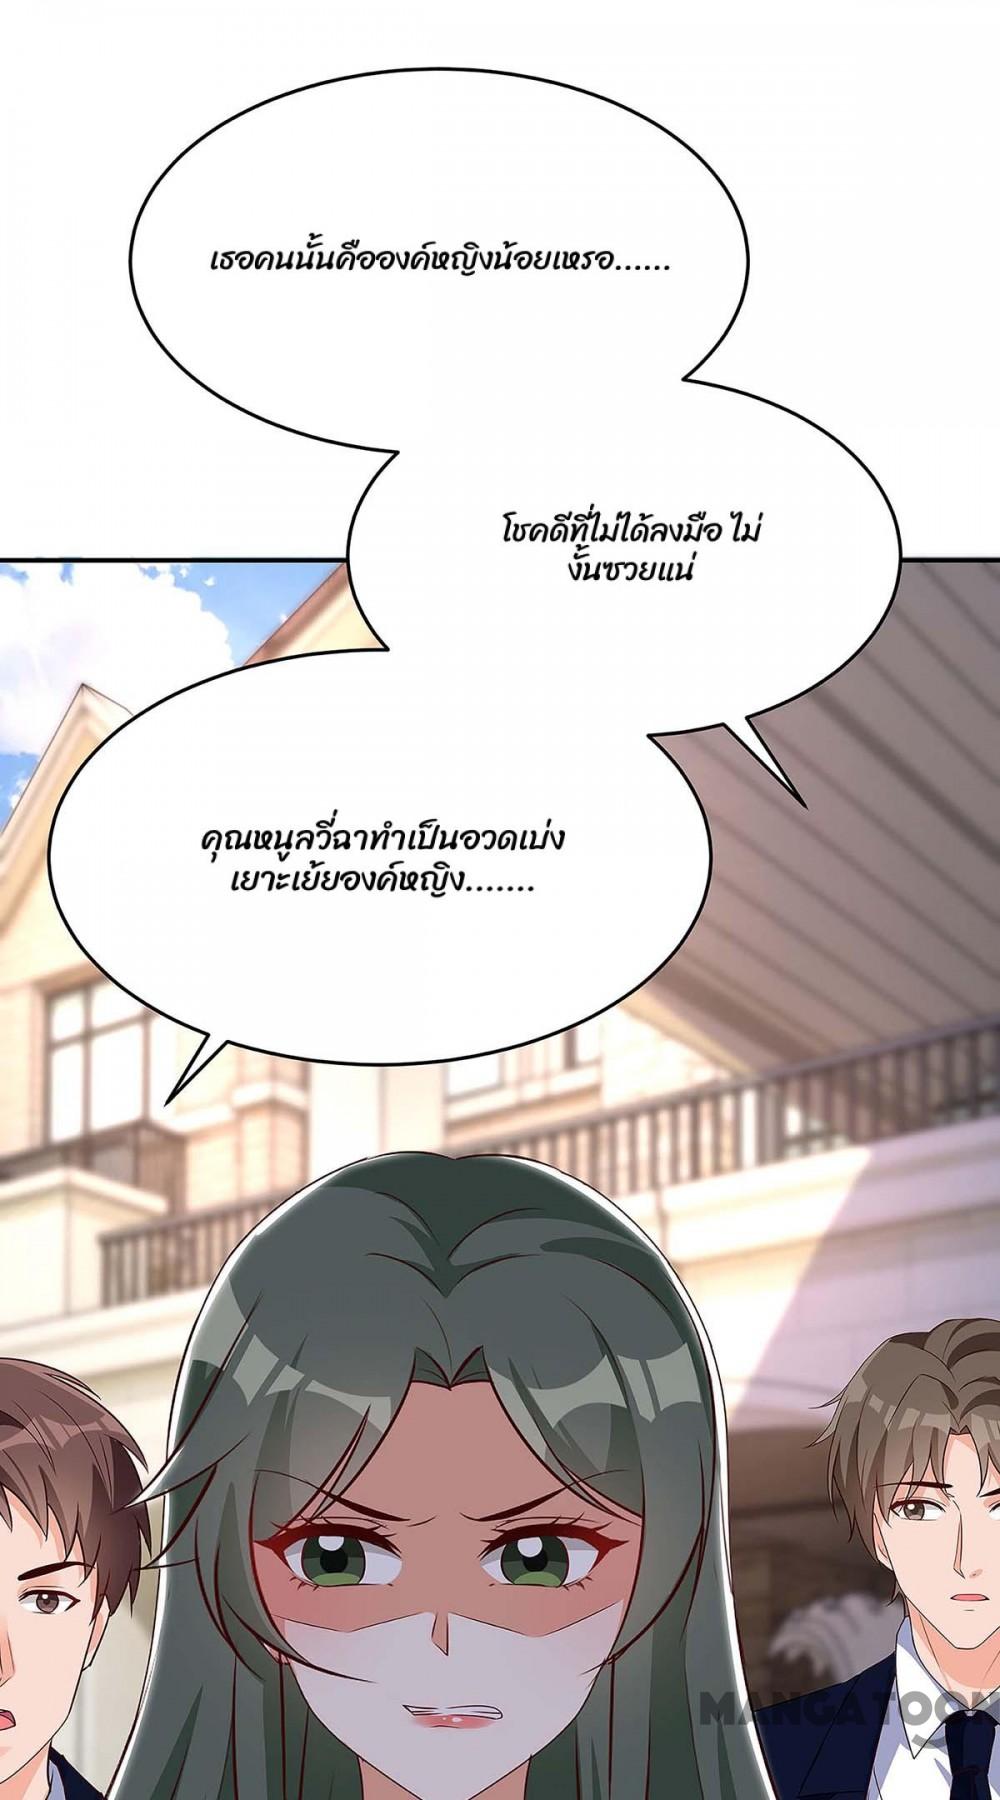 เธอคนนั้นคือองค์หญิงน้อยเหรอ......
โชคดีที่ไม่ได้ลงมือ ไม่
งั้นซวยแน่
คุณหนูลวี่ฉาทำเป็นอวดเบ่ง
เยาะเย้ยองค์หญิง.......
MANGATOON